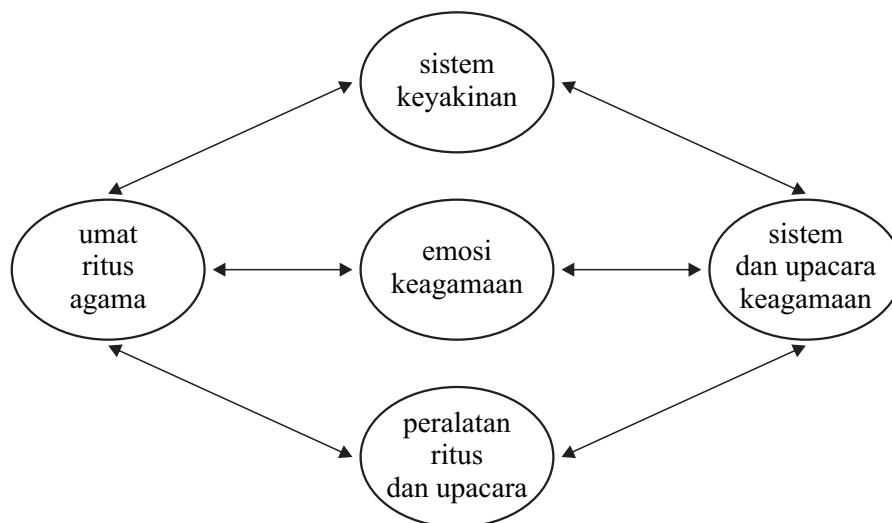 sistem
keyakinan
umat
ritus
agama
emosi
keagamaan
sistem
dan upacara
keagamaan
peralatan
ritus
dan upacara